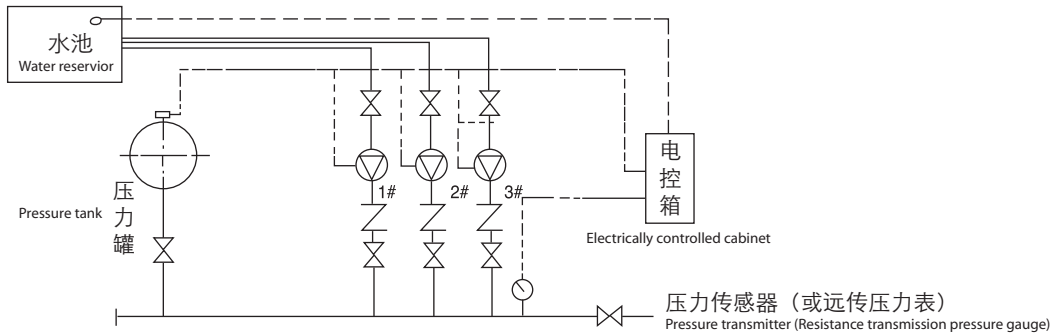 水池
Water reservior
压力罐
Pressure tank
1#
2#
3#
电控箱
Electrically controlled cabinet
压力传感器（或远传压力表）
Pressure transmitter (Resistance transmission pressure gauge)